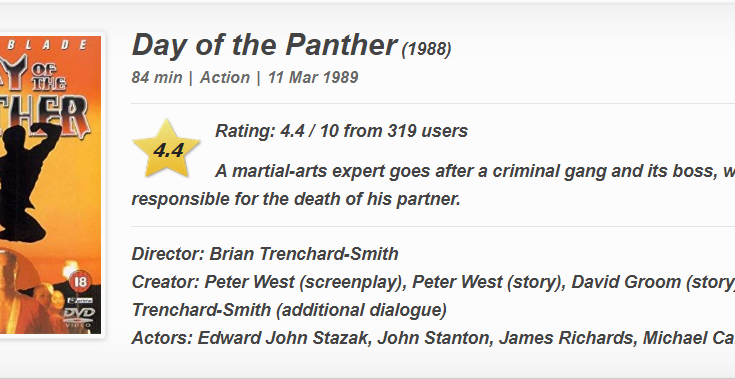 BLADE
Y OF
THE
THER
18
DVD
VIDEO
Day of the Panther (1988)
84 min | Action | 11 Mar 1989
4.4
Rating: 4.4 / 10 from 319 users
A martial-arts expert goes after a criminal gang and its boss, w
responsible for the death of his partner.
Director: Brian Trenchard-Smith
Creator: Peter West (screenplay), Peter West (story), David Groom (story)
Trenchard-Smith (additional dialogue)
Actors: Edward John Stazak, John Stanton, James Richards, Michael Ca